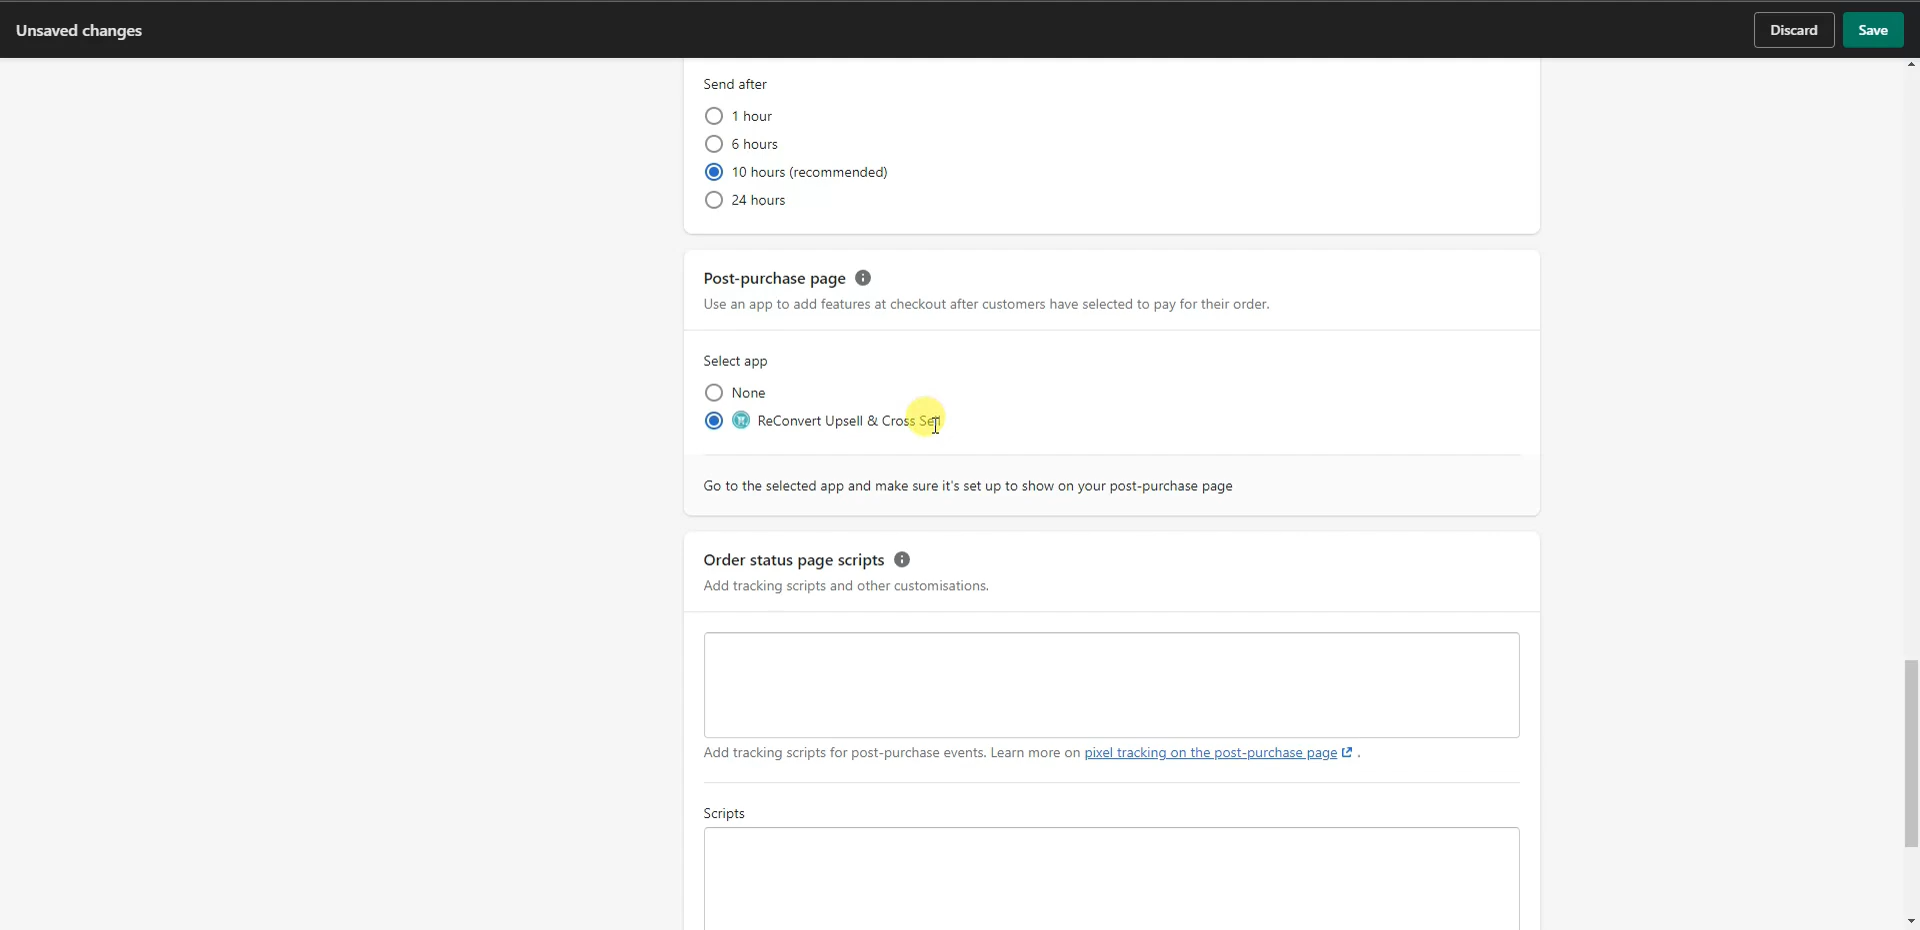 Unsaved changes
Discard
Save
Send after
1 hour
6 hours
10 hours (recommended)
24 hours
Post-purchase page
Use an app to add features at checkout after customers have selected to pay for their order.
Select app
None
ReConvert Upsell & Cross Sell
Go to the selected app and make sure it's set up to show on your post-purchase page
Order status page scripts
Add tracking scripts and other customisations.
Add tracking scripts for post-purchase events. Learn more on pixel tracking on the post-purchase page .
Scripts